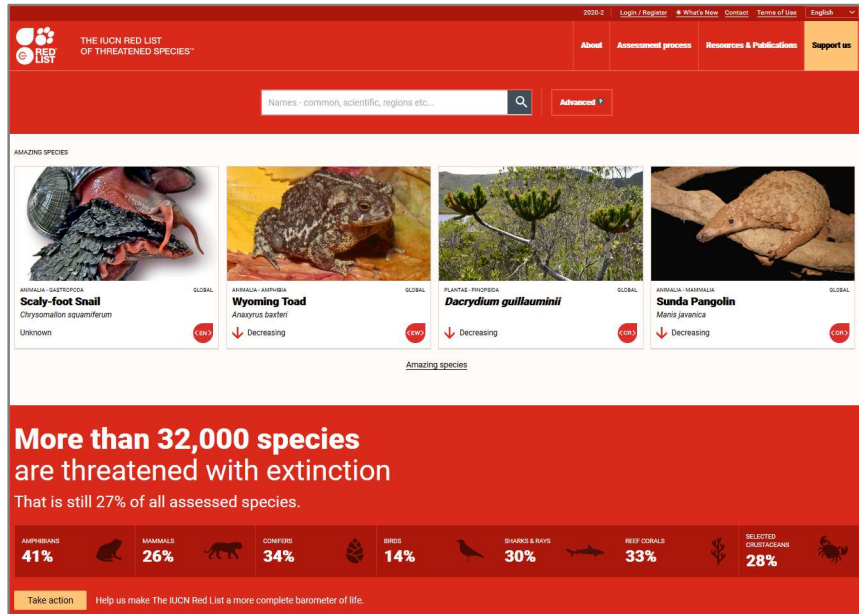 2020-2 Login / Register ✷ What's New Contact Terms of Use English
RED LIST
THE IUCN RED LIST
OF THREATENED SPECIES™
About Assessment process Resources & Publications Support us
Names - common, scientific, regions etc... Advanced ?
AMAZING SPECIES
ANIMALIA - GASTROPODA GLOBAL
Scaly-foot Snail
Chrysomallon squamiferum
Unknown <EN>
ANIMALIA - AMPHIBIA GLOBAL
Wyoming Toad
Anaxyrus baxteri
Decreasing <EW>
PLANTAE - PINOPSIDA GLOBAL
Dacrydium guillauminii
Decreasing <CR>
ANIMALIA - MAMMALIA GLOBAL
Sunda Pangolin
Manis javanica
Decreasing <CR>
Amazing species
More than 32,000 species
are threatened with extinction
That is still 27% of all assessed species.
AMPHIBIANS
41%
MAMMALS
26%
CONIFERS
34%
BIRDS
14%
SHARKS & RAYS
30%
REEF CORALS
33%
SELECTED
CRUSTACEANS
28%
Take action Help us make The IUCN Red List a more complete barometer of life.